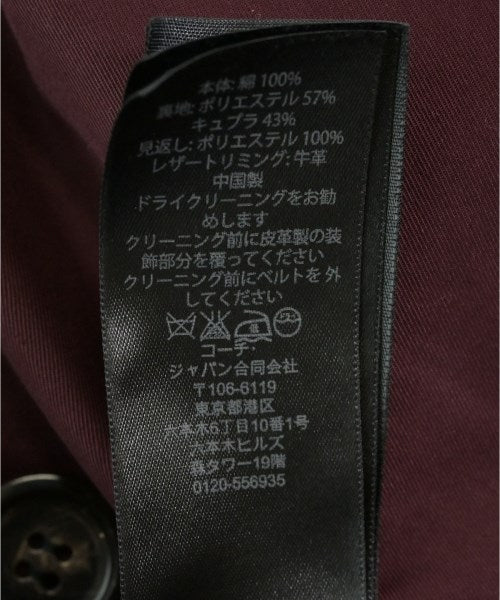 本体: 綿 100%
裏地: ポリエステル 57%
キュプラ 43%
見返し: ポリエステル 100%
レザートリミング: 牛革
中国製
ドライクリーニングをお勧
めします
クリーニング前に皮革製の装
飾部分を覆ってください
クリーニング前にベルトを外
してください
コーチ・
ジャパン合同会社
〒106-6119
東京都港区
六本木6丁目10番1号
六本木ヒルズ
森タワー19階
0120-556935